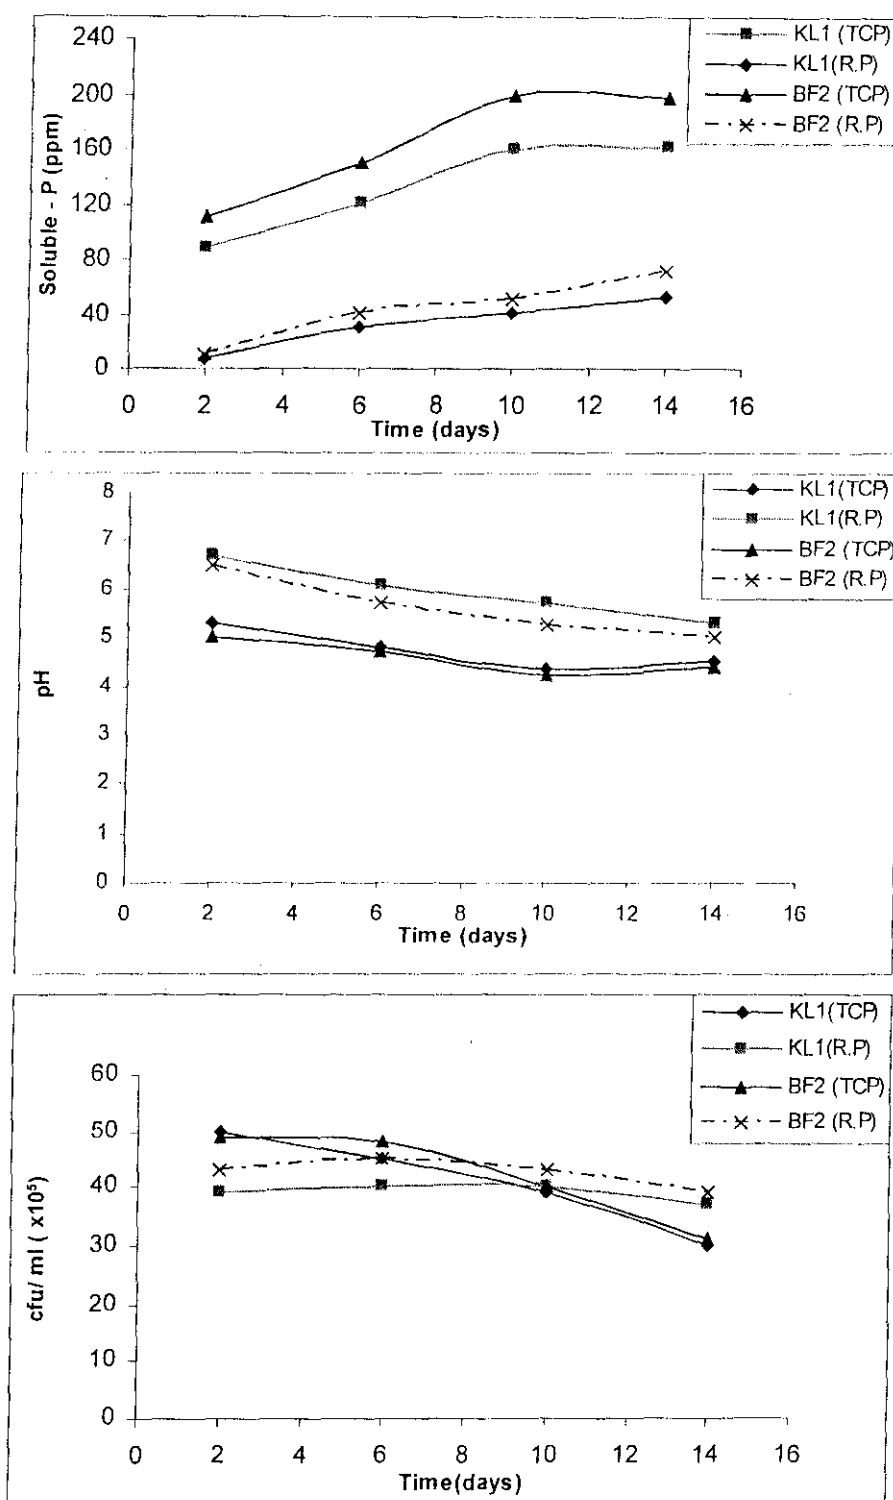 240
200
160
120
80
40
0
Soluble - P (ppm)
0 2 4 6 8 10 12 14 16
Time (days)
KL1 (TCP)
KL1(R.P)
BF2 (TCP)
BF2 (R.P)
8
7
6
5
4
3
2
1
0
pH
0 2 4 6 8 10 12 14 16
Time (days)
KL1(TCP)
KL1(R.P)
BF2 (TCP)
BF2 (R.P)
60
50
40
30
20
10
0
cfu/ ml ( x10⁵)
0 2 4 6 8 10 12 14 16
Time(days)
KL1(TCP)
KL1(R.P)
BF2 (TCP)
BF2 (R.P)